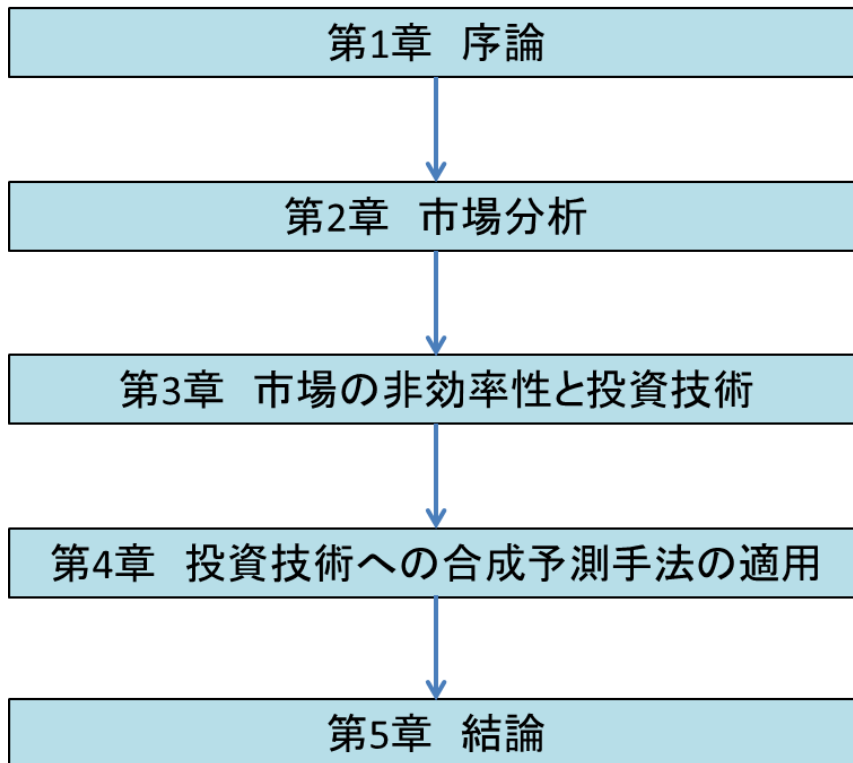 第1章　序論
第2章　市場分析
第3章　市場の非効率性と投資技術
第4章　投資技術への合成予測手法の適用
第5章　結論